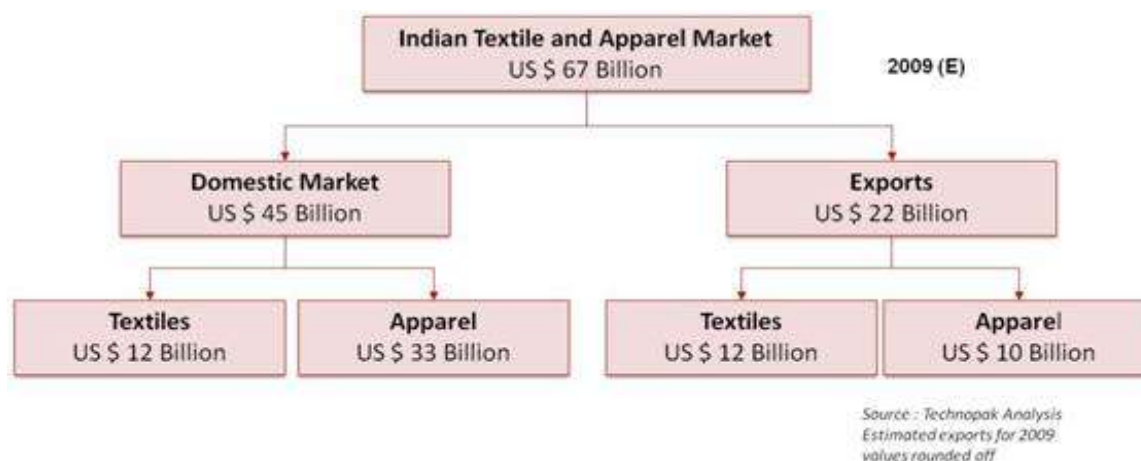 Indian Textile and Apparel Market
US $ 67 Billion
2009 (E)
Domestic Market
US $ 45 Billion
Exports
US $ 22 Billion
Textiles
US $ 12 Billion
Apparel
US $ 33 Billion
Textiles
US $ 12 Billion
Apparel
US $ 10 Billion
Source : Technopak Analysis
Estimated exports for 2009
values rounded off